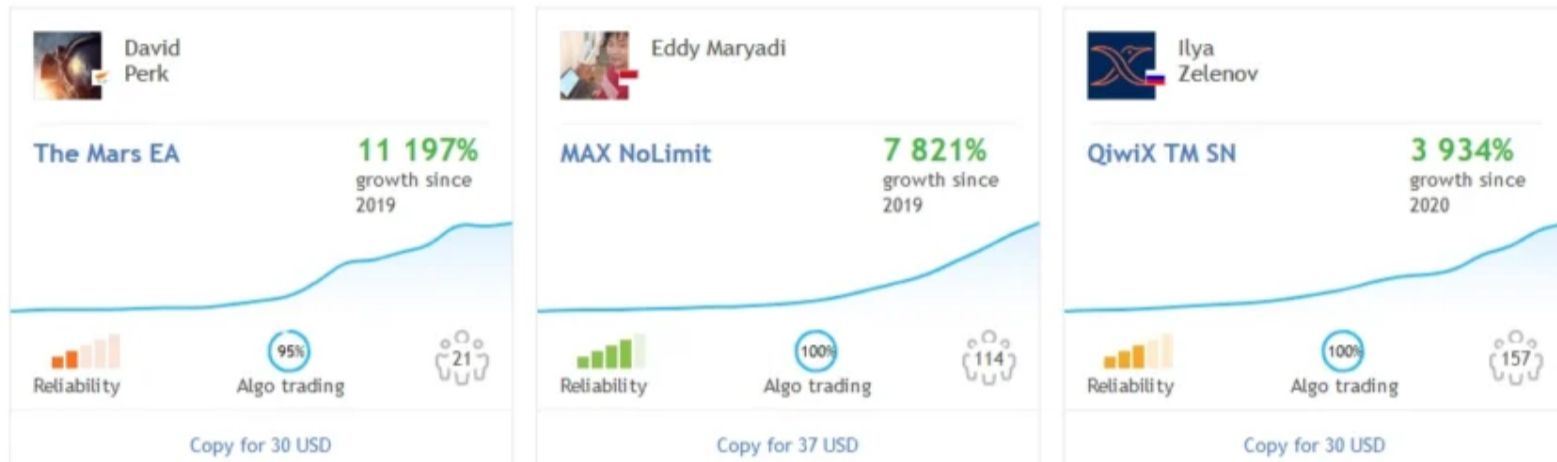 David
Perk
The Mars EA
11 197%
growth since
2019
95%
21
Reliability
Algo trading
Copy for 30 USD
Eddy Maryadi
MAX NoLimit
7 821%
growth since
2019
100%
114
Reliability
Algo trading
Copy for 37 USD
Ilya
Zelenov
QiwiX TM SN
3 934%
growth since
2020
100%
157
Reliability
Algo trading
Copy for 30 USD